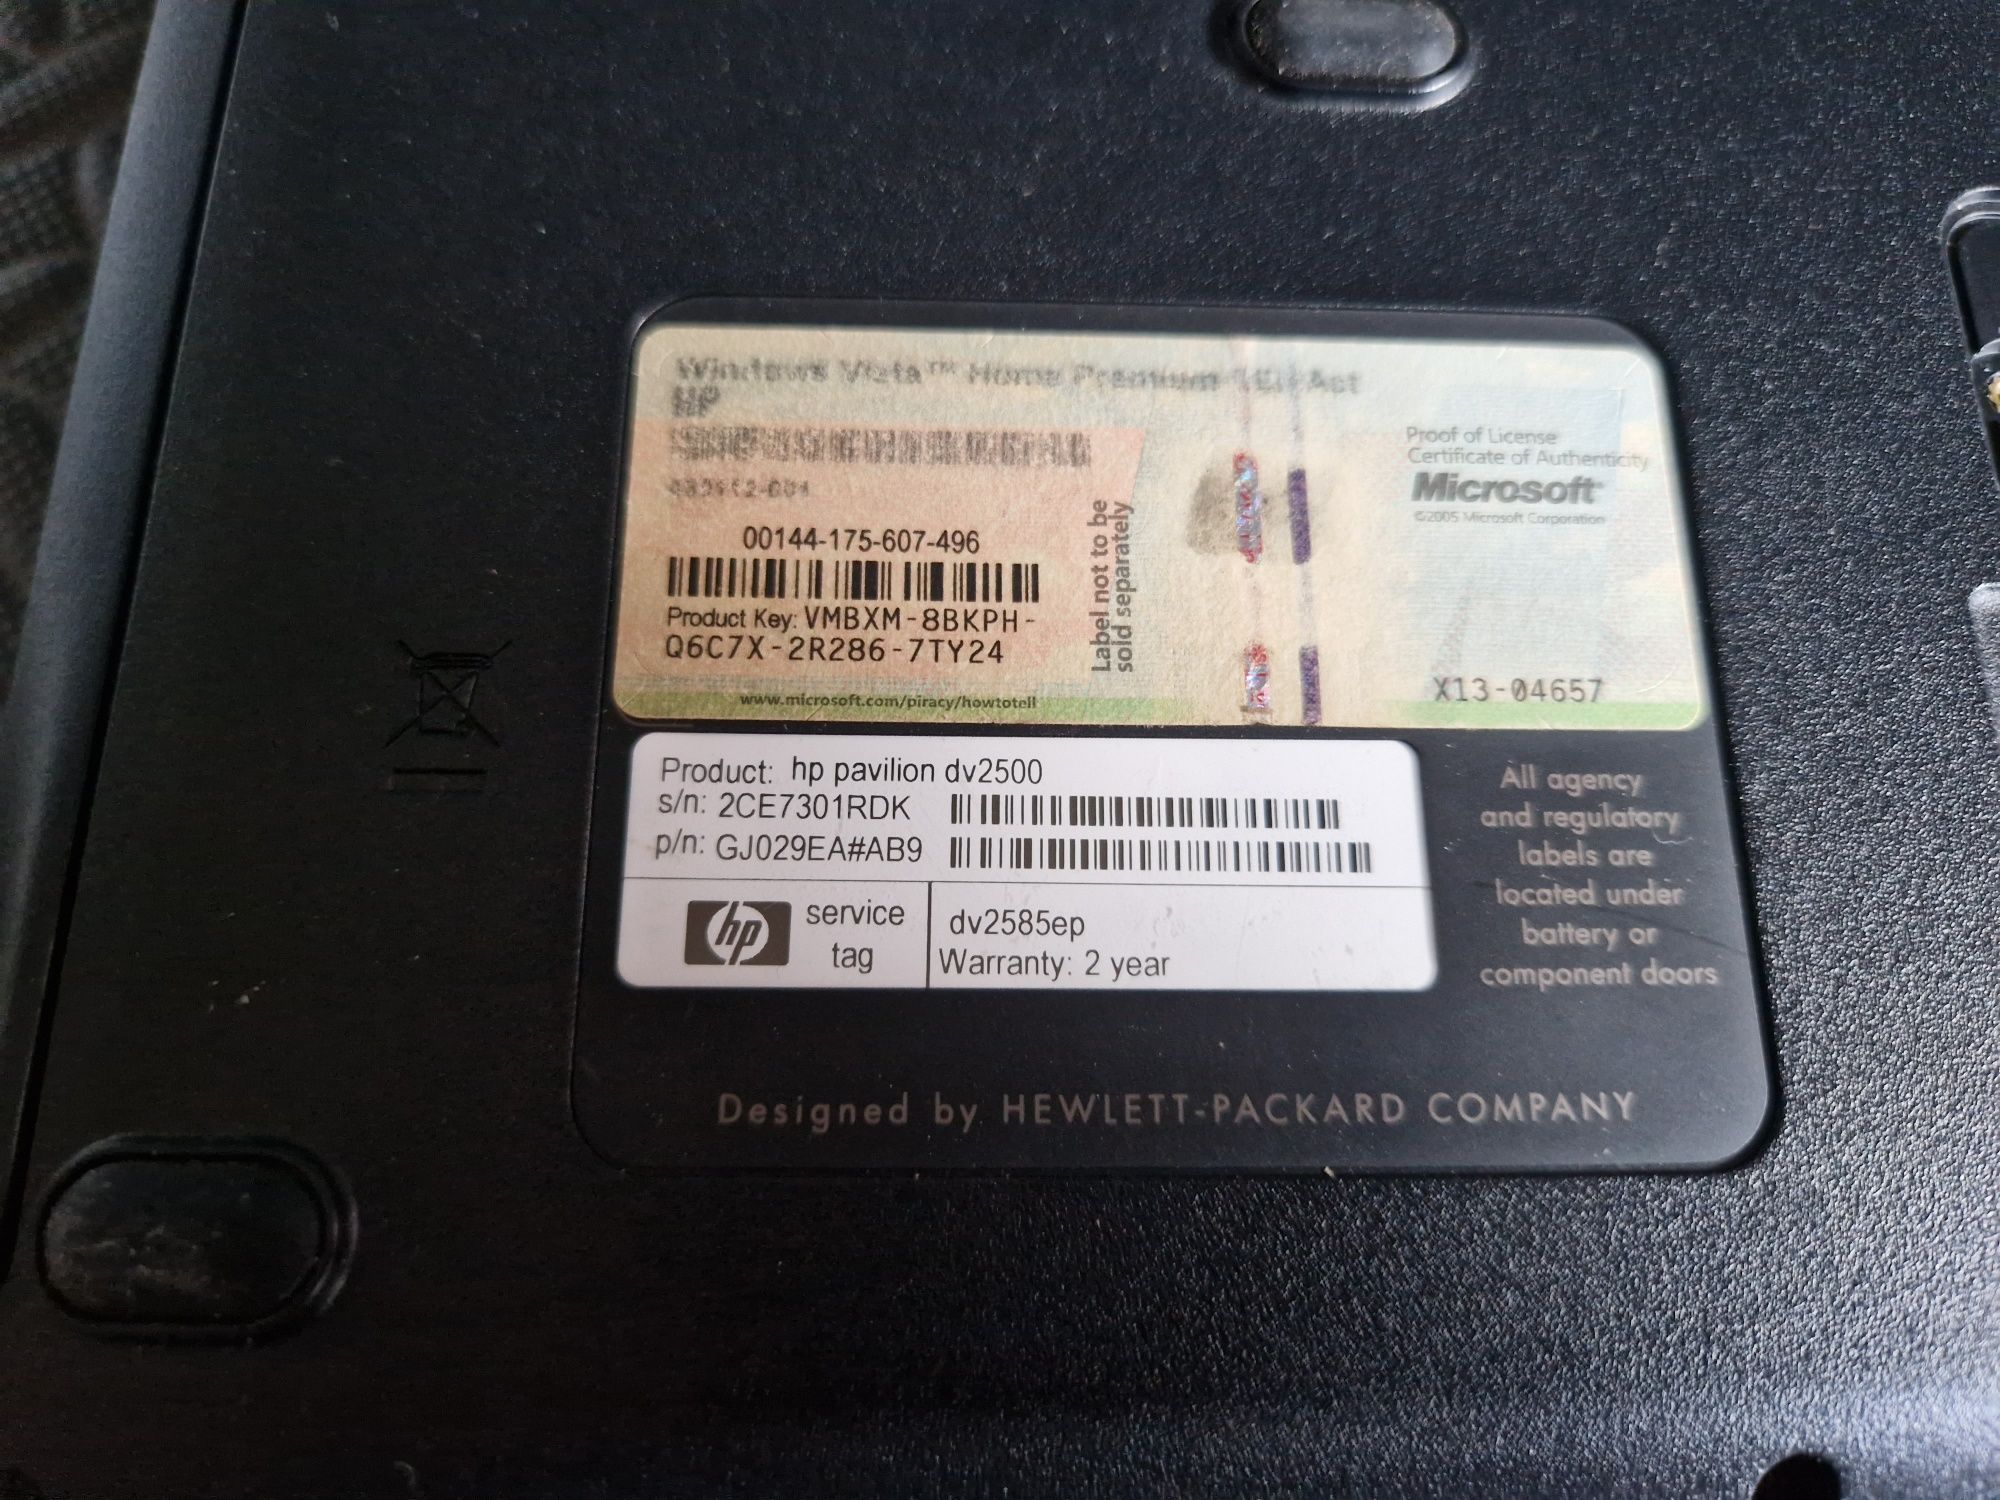 Windows Vista™ Home Premium OEMAct
HP
00144-175-607-496
Product Key: VMBXM-8BKPH-
Q6C7X-2R286-7TY24
www.microsoft.com/piracy/howtotell
Label not to be
sold separately
Proof of License
Certificate of Authenticity
Microsoft
©2005 Microsoft Corporation
X13-04657
Product: hp pavilion dv2500
s/n: 2CE7301RDK
p/n: GJ029EA#AB9
hp
service
tag
dv2585ep
Warranty: 2 year
All agency
and regulatory
labels are
located under
battery or
component doors
Designed by HEWLETT-PACKARD COMPANY